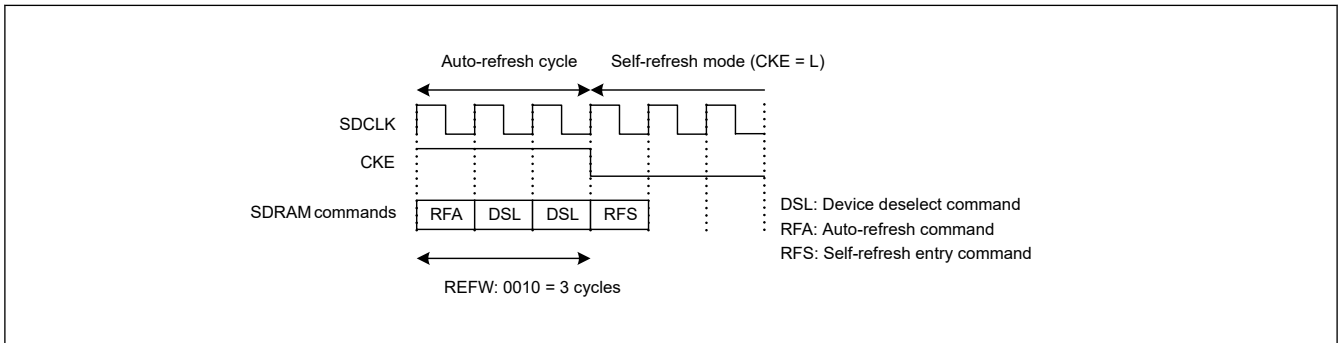 Auto-refresh cycle
Self-refresh mode (CKE = L)
SDCLK
CKE
SDRAM commands
RFA
DSL
DSL
RFS
DSL: Device deselect command
RFA: Auto-refresh command
RFS: Self-refresh entry command
REFW: 0010 = 3 cycles